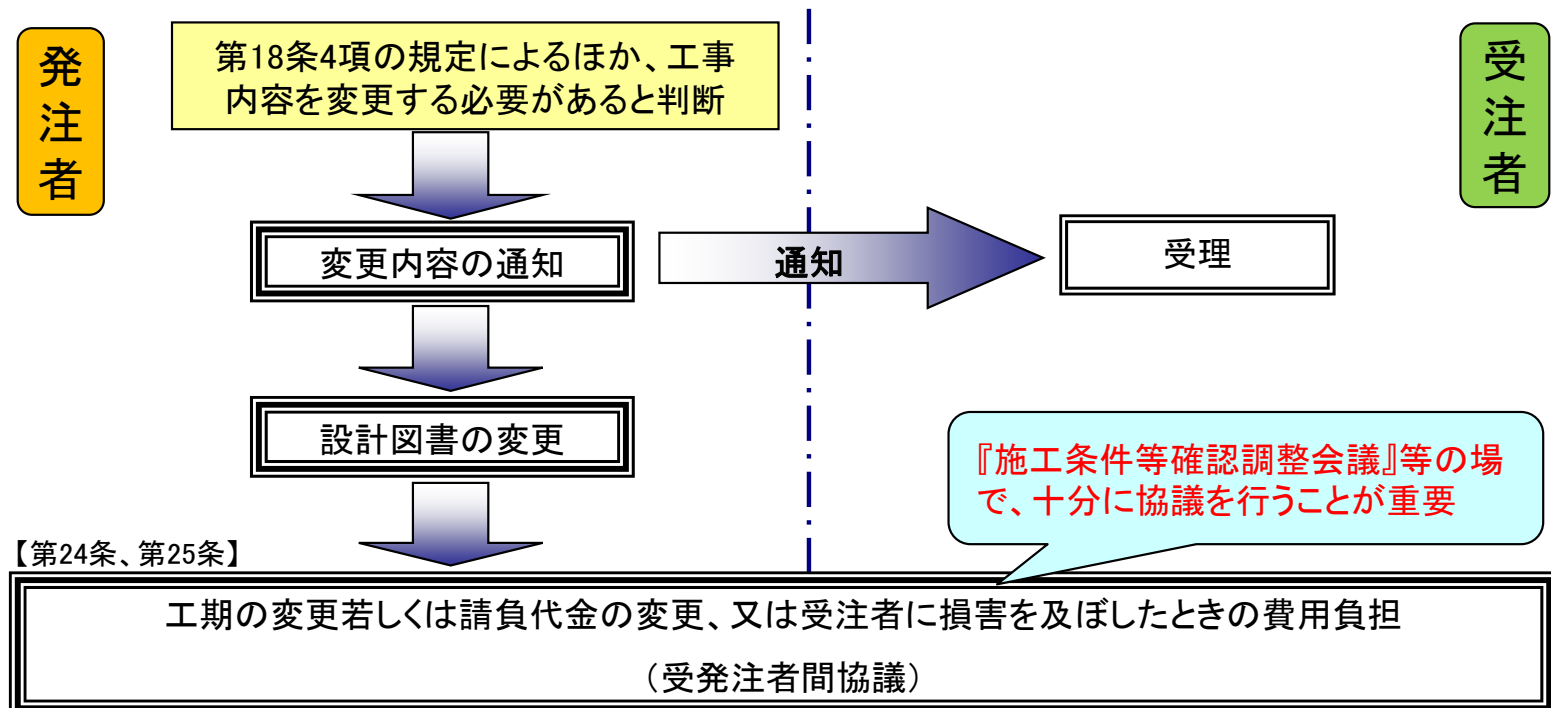 発注者
第18条4項の規定によるほか、工事
内容を変更する必要があると判断
受注者
変更内容の通知
通知
受理
設計図書の変更
『施工条件等確認調整会議』等の場
で、十分に協議を行うことが重要
【第24条、第25条】
工期の変更若しくは請負代金の変更、又は受注者に損害を及ぼしたときの費用負担
（受発注者間協議）